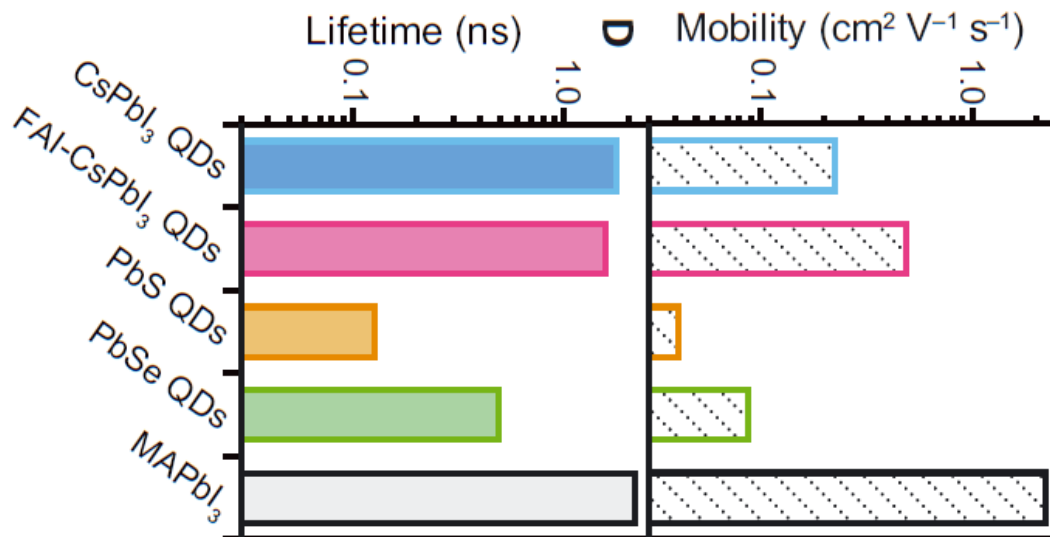 Lifetime (ns)
D
Mobility (cm² V⁻¹ s⁻¹)
0.1
1.0
0.1
1.0
CsPbI₃ QDs
FAI-CsPbI₃ QDs
PbS QDs
PbSe QDs
MAPbI₃